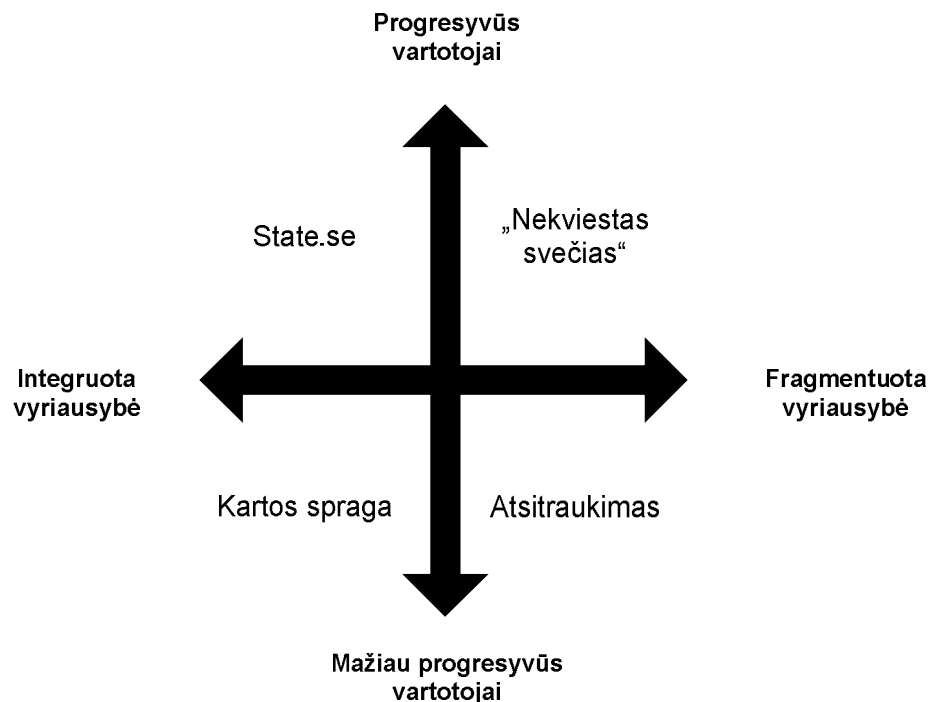 Progresyvūs
vartotojai
State.se
„Nekviestas
svečias“
Integruota
vyriausybė
Fragmentuota
vyriausybė
Kartos spraga
Atsitraukimas
Mažiau progresyvūs
vartotojai